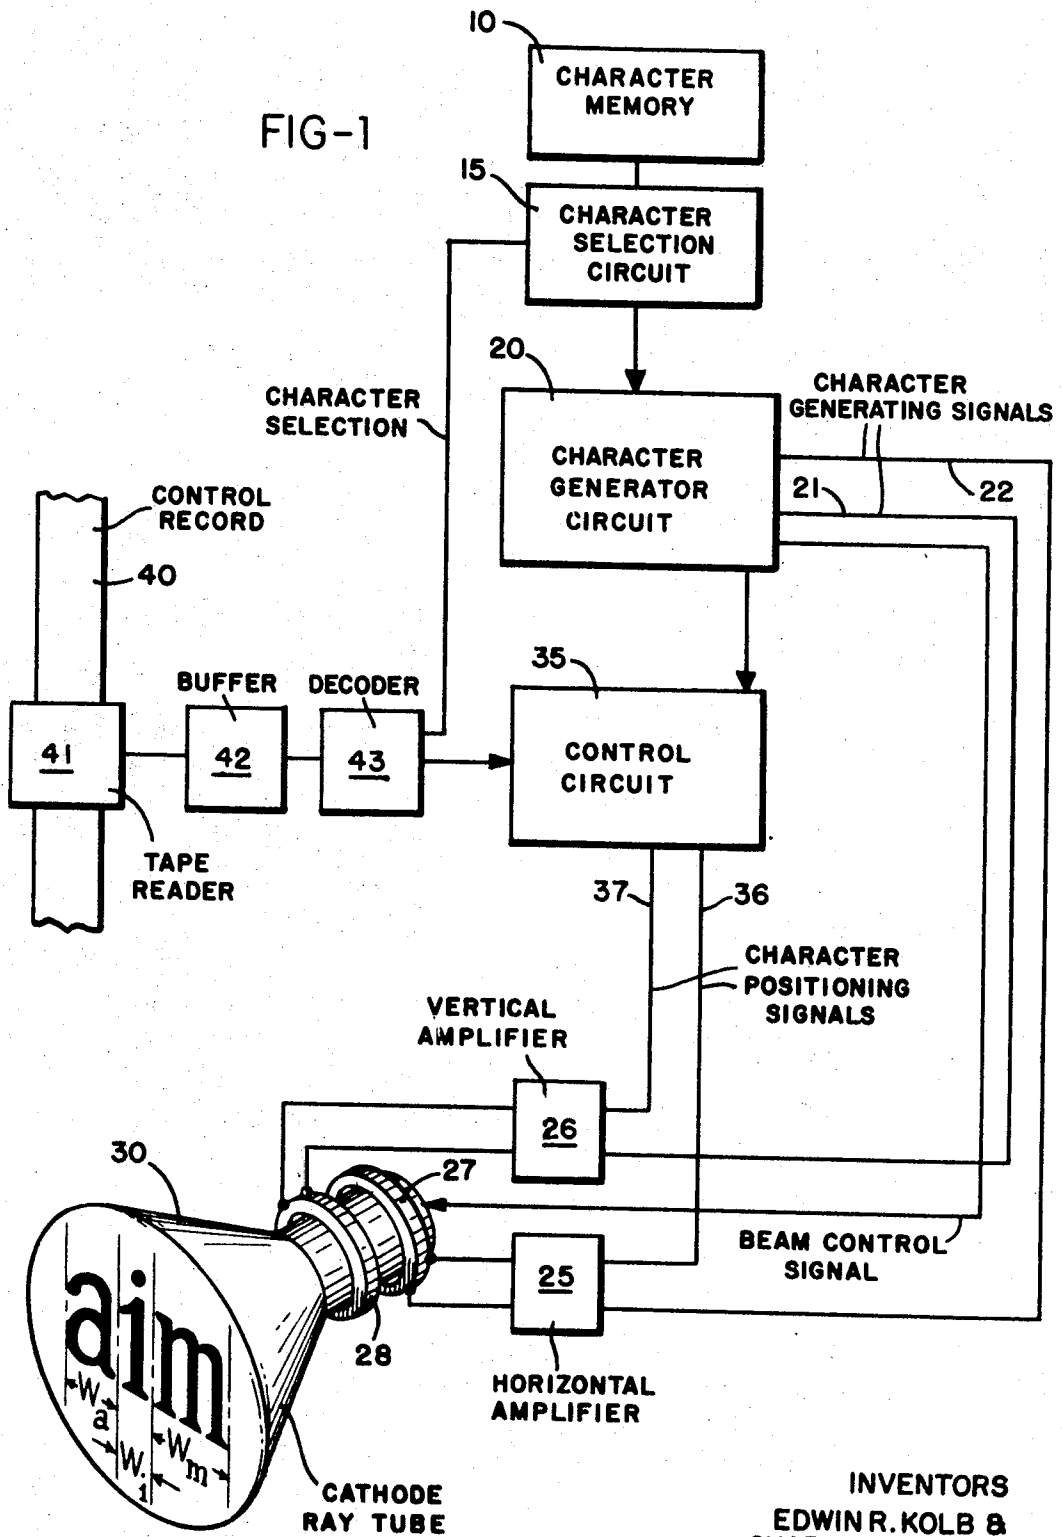 10
CHARACTER
MEMORY
FIG-1
15
CHARACTER
SELECTION
CIRCUIT
20
CHARACTER
GENERATING SIGNALS
CHARACTER
SELECTION
CHARACTER
GENERATOR
CIRCUIT
21
22
CONTROL
RECORD
40
35
BUFFER
DECODER
41
42
43
CONTROL
CIRCUIT
TAPE
READER
37
36
CHARACTER
POSITIONING
SIGNALS
VERTICAL
AMPLIFIER
26
30
27
BEAM CONTROL
SIGNAL
25
28
aim
Wa
Wi
Wm
HORIZONTAL
AMPLIFIER
CATHODE
RAY TUBE
INVENTORS
EDWIN R. KOLB &